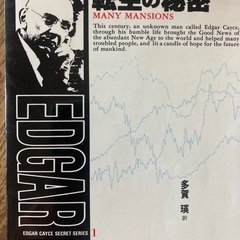 転生の秘密
MANY MANSIONS
This century, an unknown man called Edgar Cayce,
through his humble life brought the Good News of
the abundant New Age to the world and helped many
troubled people, and lit a candle for the future
of mankind.
EDGAR
多賀
瑛
訳
EDGAR CAYCE SECRET SERIES 1